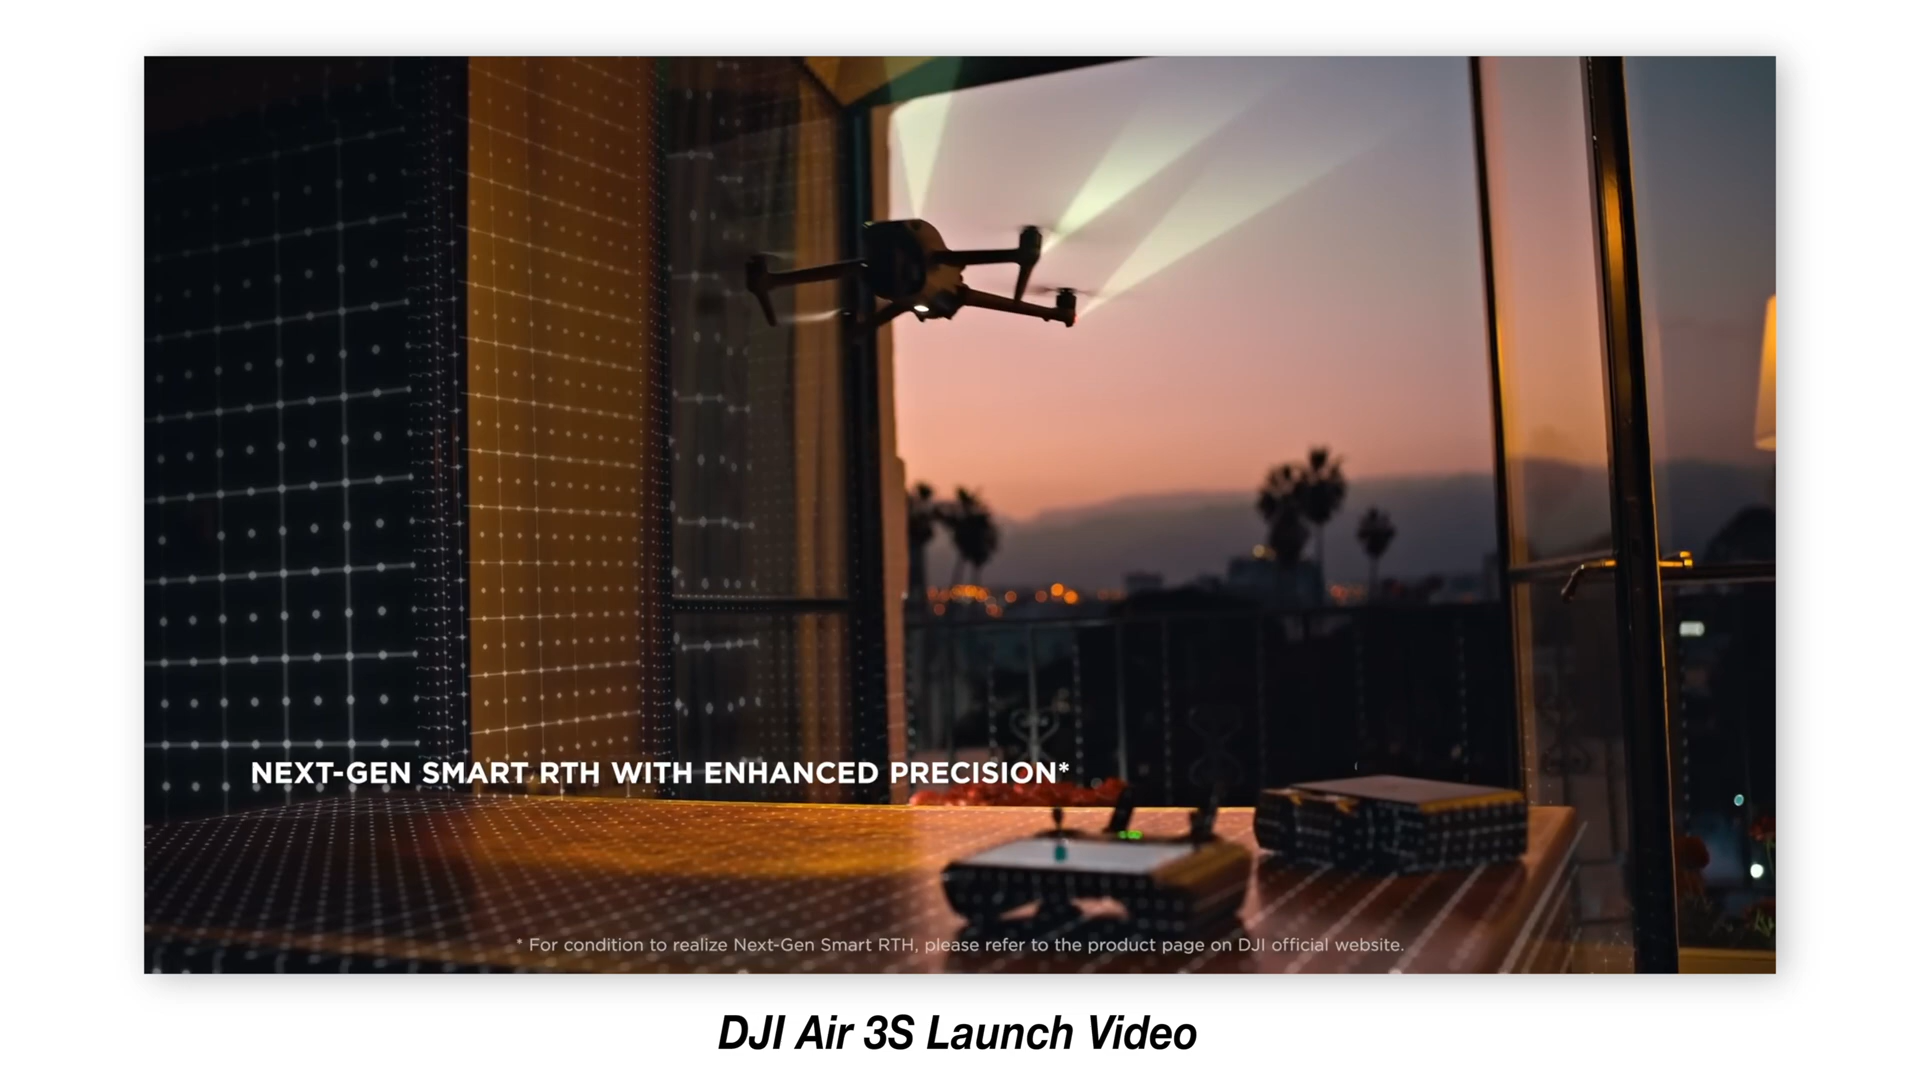 NEXT-GEN SMART RTH WITH ENHANCED PRECISION*
* For condition to realize Next-Gen Smart RTH, please refer to the product page on DJI official website.
DJI Air 3S Launch Video